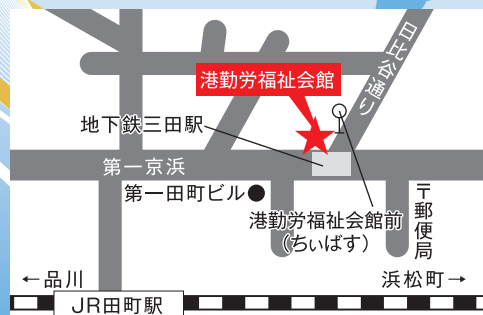 日比谷通り
港勤労福祉会館
地下鉄三田駅
第一京浜
第一田町ビル
港勤労福祉会館前
（ちぃばす）
〒郵便局
←品川
浜松町→
JR田町駅